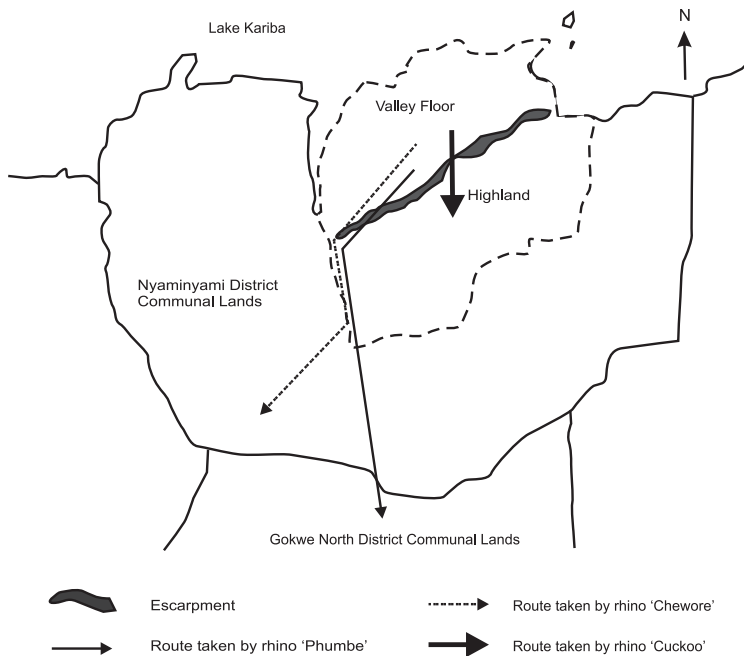 Lake Kariba
N
Valley Floor
Highland
Nyaminyami District
Communal Lands
Gokwe North District Communal Lands
Escarpment
Route taken by rhino ‘Chewore’
Route taken by rhino ‘Phumbe’
Route taken by rhino ‘Cuckoo’